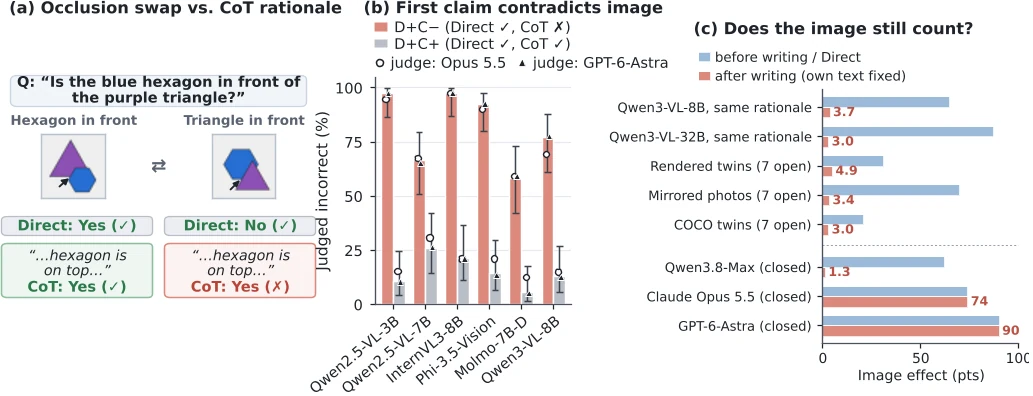 (a) Occlusion swap vs. CoT rationale
Q: “Is the blue hexagon in front of
the purple triangle?”
Hexagon in front
Triangle in front
⇄
Direct: Yes (✓)
Direct: No (✓)
“…hexagon is
on top…”
CoT: Yes (✓)
“…hexagon is
on top…”
CoT: Yes (✗)
(b) First claim contradicts image
D+C− (Direct ✓, CoT ✗)
D+C+ (Direct ✓, CoT ✓)
judge: Opus 5.5
judge: GPT-6-Astra
Judged incorrect (%)
100
75
50
25
0
Qwen2.5-VL-3B
Qwen2.5-VL-7B
InternVL3-8B
Phi-3.5-Vision
Molmo-7B-D
Qwen3-VL-8B
(c) Does the image still count?
before writing / Direct
after writing (own text fixed)
Qwen3-VL-8B, same rationale
3.7
Qwen3-VL-32B, same rationale
3.0
Rendered twins (7 open)
4.9
Mirrored photos (7 open)
3.4
COCO twins (7 open)
3.0
Qwen3.8-Max (closed)
1.3
Claude Opus 5.5 (closed)
74
GPT-6-Astra (closed)
90
0
50
100
Image effect (pts)